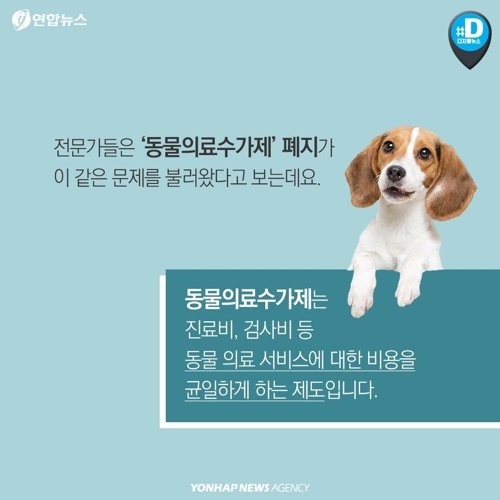 연합뉴스
#D
디지털뉴스
전문가들은 ‘동물의료수가제’ 폐지가
이 같은 문제를 불러왔다고 보는데요.
동물의료수가제는
진료비, 검사비 등
동물 의료 서비스에 대한 비용을
균일하게 하는 제도입니다.
YONHAP NEWS AGENCY